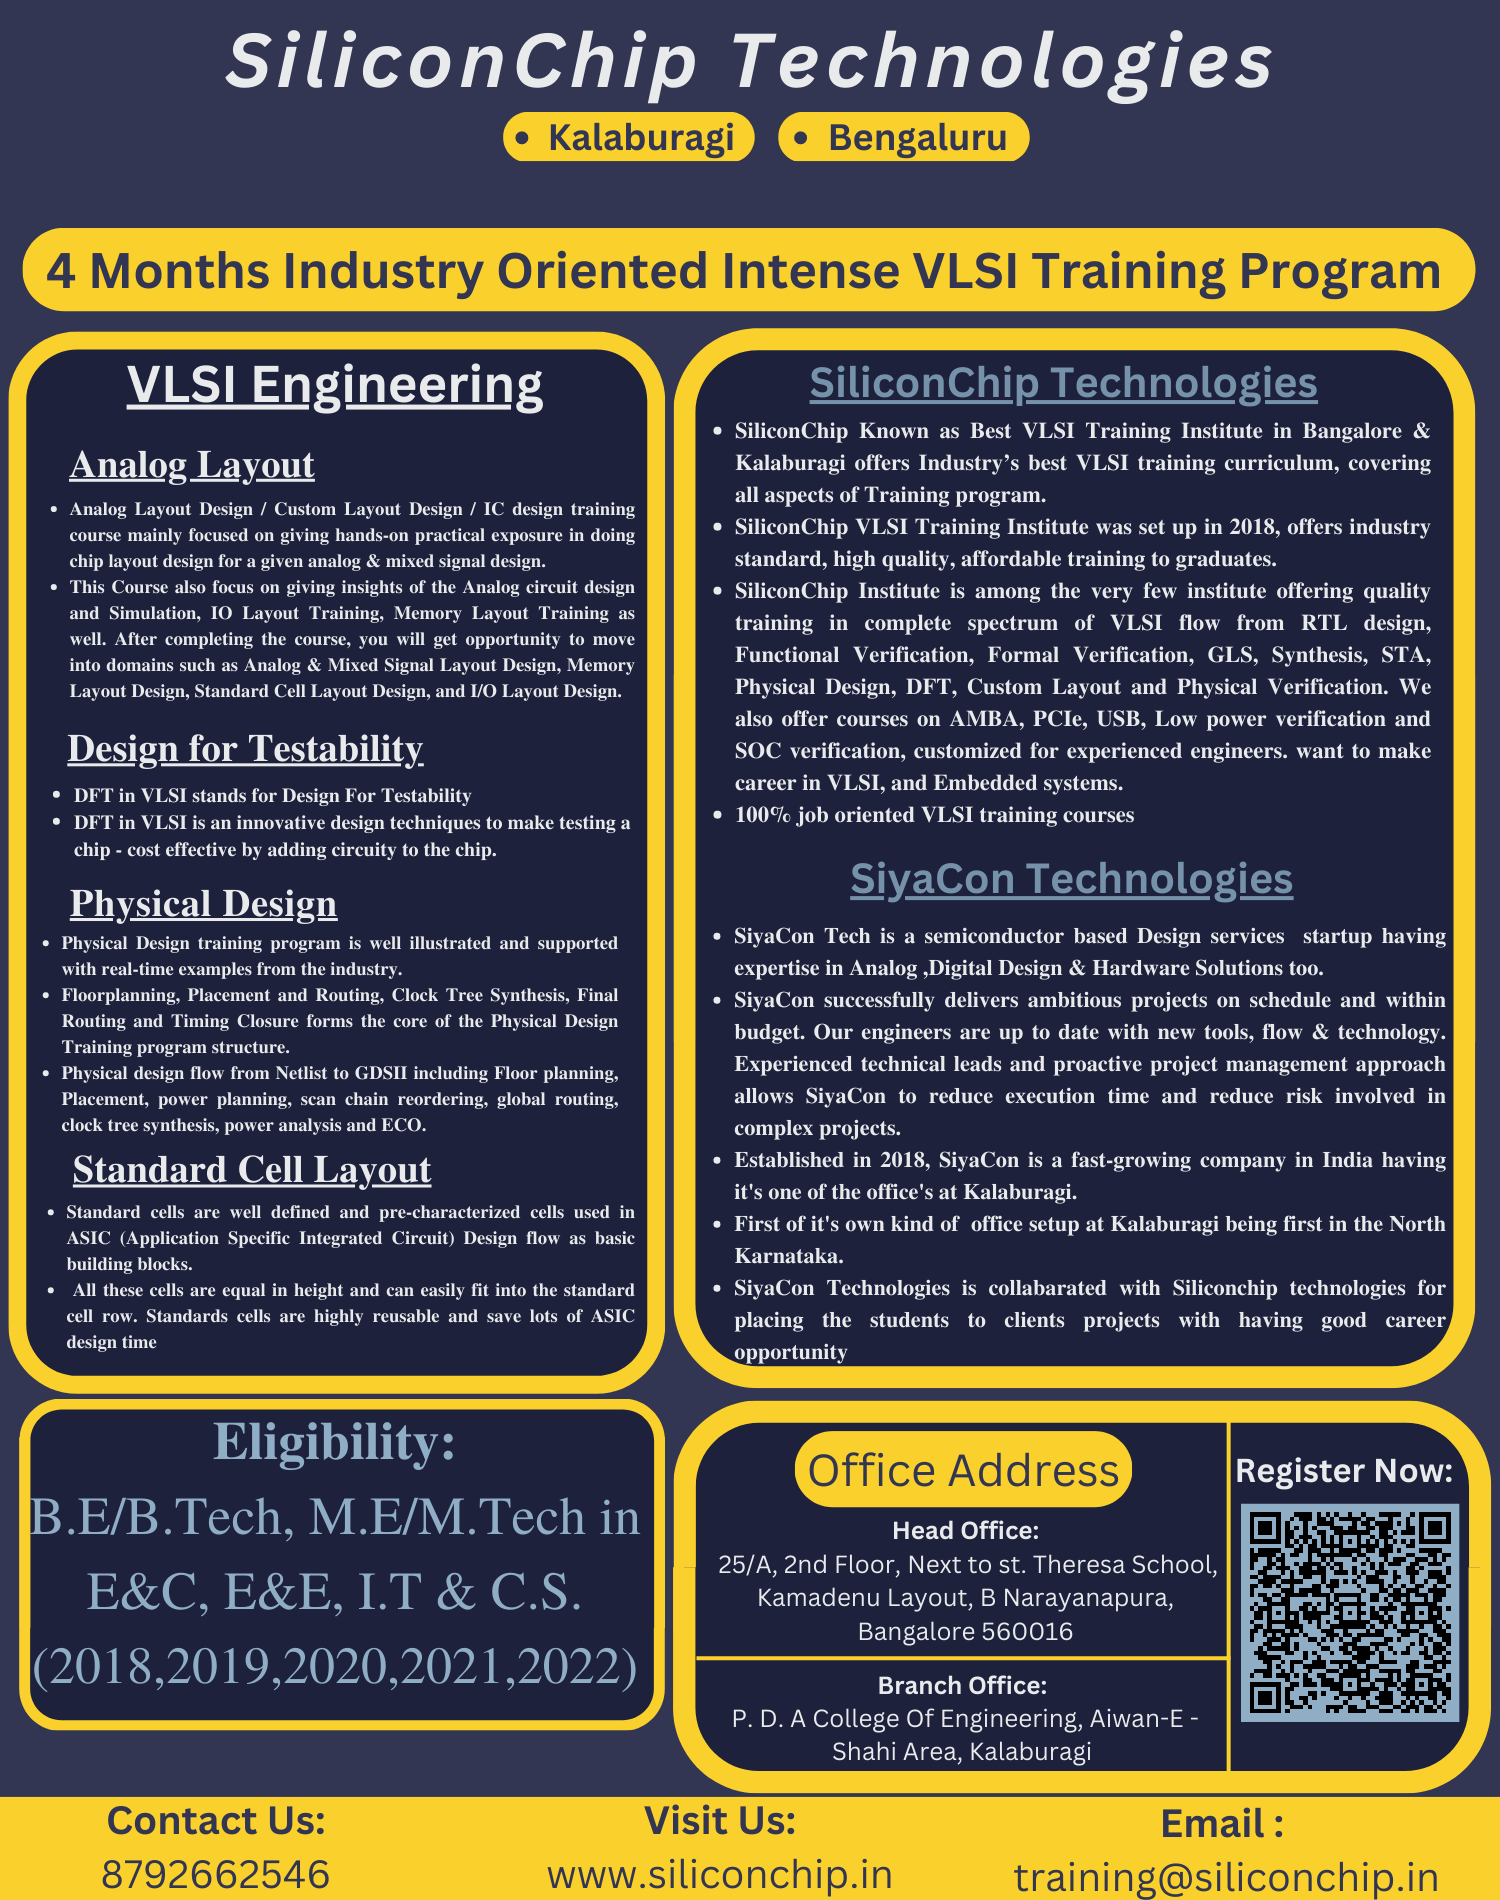 SiliconChip Technologies
• Kalaburagi
• Bengaluru
4 Months Industry Oriented Intense VLSI Training Program
VLSI Engineering
Analog Layout
• Analog Layout Design / Custom Layout Design / IC design training
course mainly focused on giving hands-on practical exposure in doing
chip layout design for a given analog & mixed signal design.
• This Course also focus on giving insights of the Analog circuit design
and Simulation, IO Layout Training, Memory Layout Training as
well. After completing the course, you will get opportunity to move
into domains such as Analog & Mixed Signal Layout Design, Memory
Layout Design, Standard Cell Layout Design, and I/O Layout Design.
Design for Testability
• DFT in VLSI stands for Design For Testability
• DFT in VLSI is an innovative design techniques to make testing a
chip - cost effective by adding circuity to the chip.
Physical Design
• Physical Design training program is well illustrated and supported
with real-time examples from the industry.
• Floorplanning, Placement and Routing, Clock Tree Synthesis, Final
Routing and Timing Closure forms the core of the Physical Design
Training program structure.
• Physical design flow from Netlist to GDSII including Floor planning,
Placement, power planning, scan chain reordering, global routing,
clock tree synthesis, power analysis and ECO.
Standard Cell Layout
• Standard cells are well defined and pre-characterized cells used in
ASIC (Application Specific Integrated Circuit) Design flow as basic
building blocks.
• All these cells are equal in height and can easily fit into the standard
cell row. Standards cells are highly reusable and save lots of ASIC
design time
SiliconChip Technologies
• SiliconChip Known as Best VLSI Training Institute in Bangalore &
Kalaburagi offers Industry’s best VLSI training curriculum, covering
all aspects of Training program.
• SiliconChip VLSI Training Institute was set up in 2018, offers industry
standard, high quality, affordable training to graduates.
• SiliconChip Institute is among the very few institute offering quality
training in complete spectrum of VLSI flow from RTL design,
Functional Verification, Formal Verification, GLS, Synthesis, STA,
Physical Design, DFT, Custom Layout and Physical Verification. We
also offer courses on AMBA, PCIe, USB, Low power verification and
SOC verification, customized for experienced engineers. want to make
career in VLSI, and Embedded systems.
• 100% job oriented VLSI training courses
SiyaCon Technologies
• SiyaCon Tech is a semiconductor based Design services startup having
expertise in Analog ,Digital Design & Hardware Solutions too.
• SiyaCon successfully delivers ambitious projects on schedule and within
budget. Our engineers are up to date with new tools, flow & technology.
Experienced technical leads and proactive project management approach
allows SiyaCon to reduce execution time and reduce risk involved in
complex projects.
• Established in 2018, SiyaCon is a fast-growing company in India having
it's one of the office's at Kalaburagi.
• First of it's own kind of office setup at Kalaburagi being first in the North
Karnataka.
• SiyaCon Technologies is collabarated with Siliconchip technologies for
placing the students to clients projects with having good career
opportunity
Eligibility:
B.E/B.Tech, M.E/M.Tech in
E&C, E&E, I.T & C.S.
(2018,2019,2020,2021,2022)
Office Address
Head Office:
25/A, 2nd Floor, Next to st. Theresa School,
Kamadenu Layout, B Narayanapura,
Bangalore 560016
Branch Office:
P. D. A College Of Engineering, Aiwan-E -
Shahi Area, Kalaburagi
Register Now:
Contact Us:
8792662546
Visit Us:
www.siliconchip.in
Email :
training@siliconchip.in